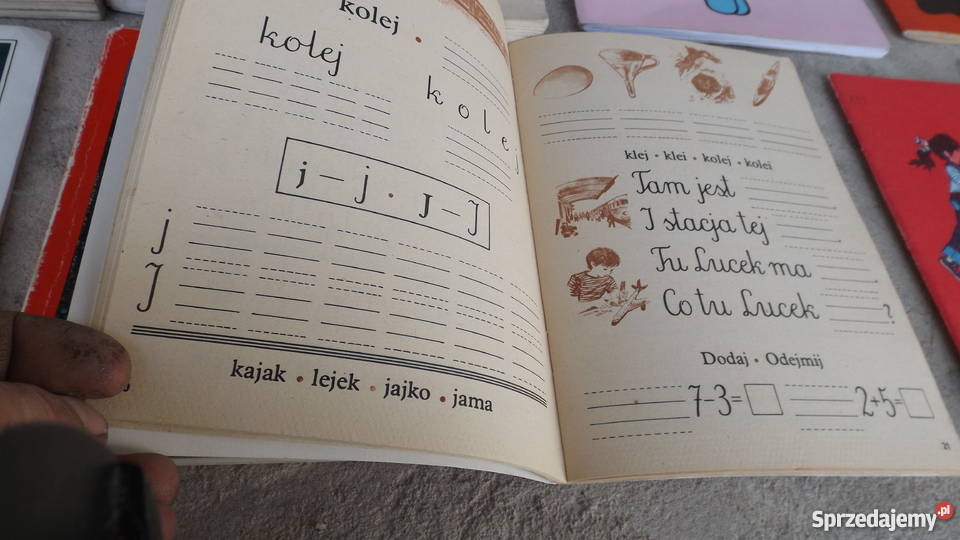 kolej •
kolej
k o l e j
j – j • J – J
j
J
kajak • lejek • jajko • jama
klej • klei • kolej • kolei
Tam jest
I stacja tej .
Tu Lucek ma .
Co tu Lucek ?
Dodaj • Odejmij
7–3=
2+5=
21
Sprzedajemy.pl